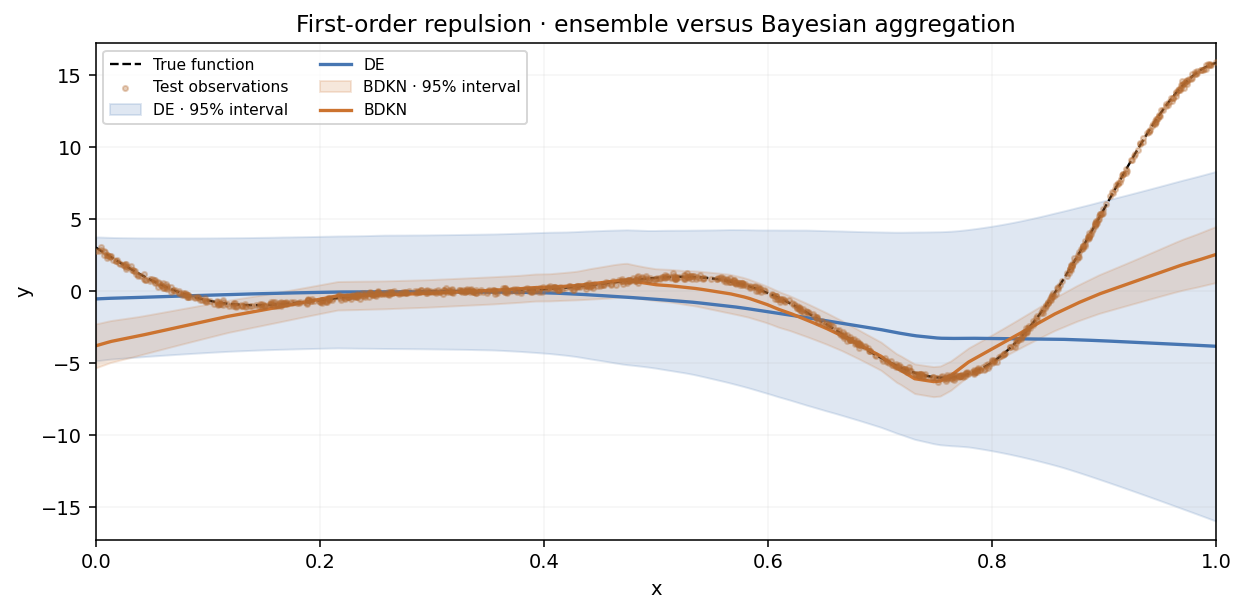 First-order repulsion · ensemble versus Bayesian aggregation
True function
Test observations
DE · 95% interval
DE
BDKN · 95% interval
BDKN
y
15
10
5
0
−5
−10
−15
0.0
0.2
0.4
0.6
0.8
1.0
x